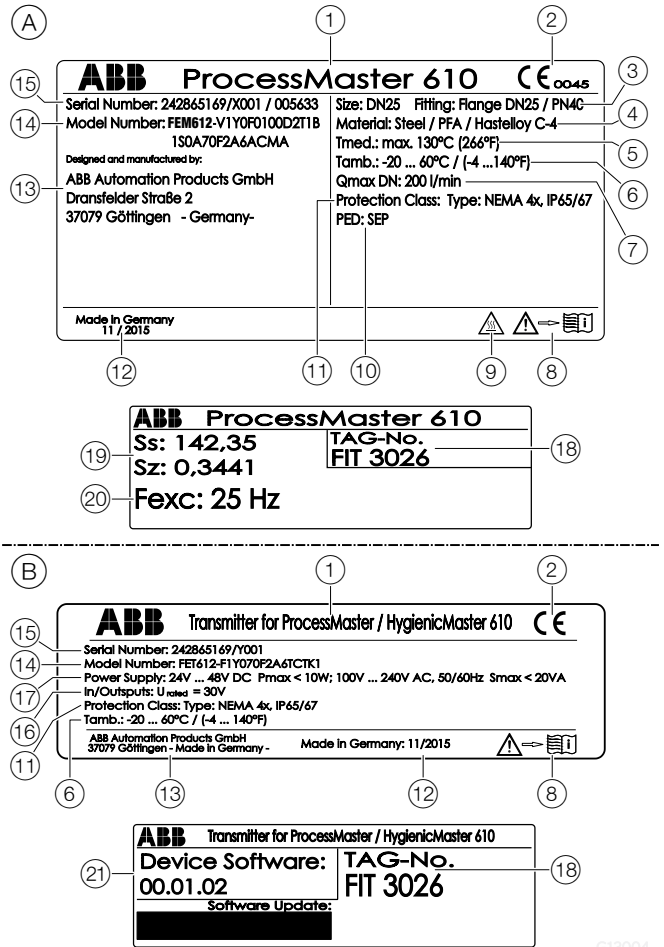 A
1
2
ABB ProcessMaster 610 CE 0045
3
15
Serial Number: 242865169/X001 / 005633
Size: DN25 Fitting: Flange DN25 / PN40
14
Model Number: FEM612-V1Y0F0100D2T1B
Material: Steel / PFA / Hastelloy C-4
4
1S0A70F2A6ACMA
Tmed.: max. 130°C (266°F)
5
Designed and manufactured by:
Tamb.: -20 ... 60°C / (-4 ...140°F)
6
13
ABB Automation Products GmbH
Qmax DN: 200 l/min
7
Dransfelder Straße 2
Protection Class: Type: NEMA 4x, IP65/67
37079 Göttingen - Germany-
PED: SEP
Made in Germany
11 / 2015
i
12
11
10
9
8
ABB ProcessMaster 610
19
Ss: 142,35
TAG-No.
18
Sz: 0,3441
FIT 3026
20
Fexc: 25 Hz
B
1
2
ABB Transmitter for ProcessMaster / HygienicMaster 610 CE
15
Serial Number: 242865169/Y001
14
Model Number: FET612-F1Y070F2A6TCTK1
17
Power Supply: 24V ... 48V DC Pmax < 10W; 100V ... 240V AC, 50/60Hz Smax < 20VA
16
In/Outputs: U rated = 30V
11
Protection Class: Type: NEMA 4x, IP65/67
Tamb.: -20 ... 60°C / (-4 ... 140°F)
ABB Automation Products GmbH
37079 Göttingen - Made in Germany -
Made in Germany: 11/2015
i
6
13
12
8
ABB Transmitter for ProcessMaster / HygienicMaster 610
21
Device Software:
TAG-No.
18
00.01.02
FIT 3026
Software Update: